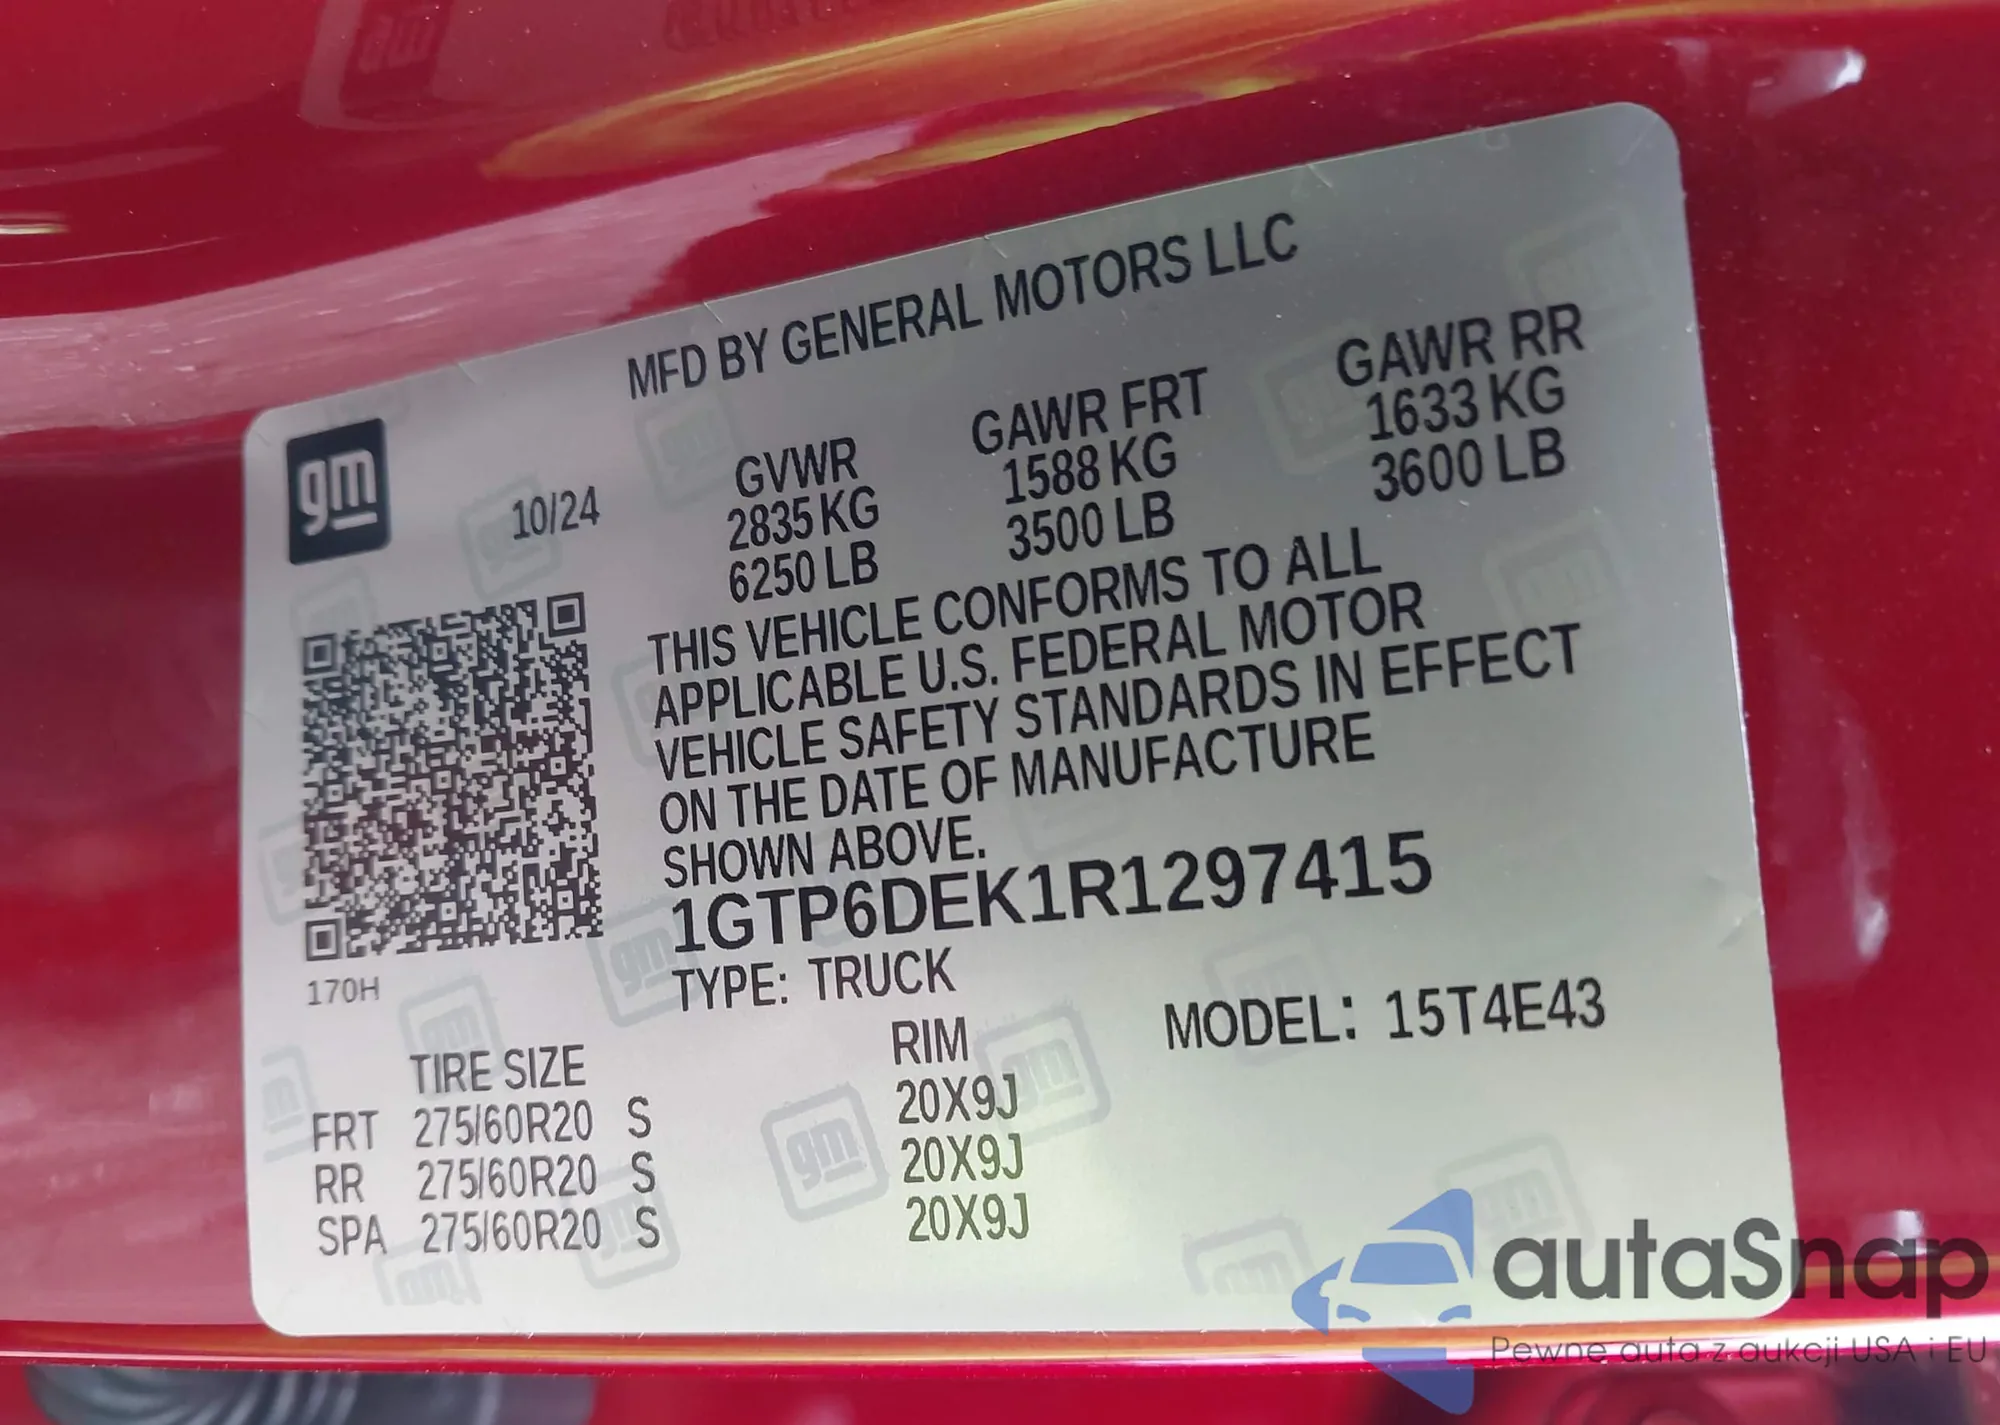 MFD BY GENERAL MOTORS LLC
gm
10/24
GVWR
2835 KG
6250 LB
GAWR FRT
1588 KG
3500 LB
GAWR RR
1633 KG
3600 LB
THIS VEHICLE CONFORMS TO ALL
APPLICABLE U.S. FEDERAL MOTOR
VEHICLE SAFETY STANDARDS IN EFFECT
ON THE DATE OF MANUFACTURE
SHOWN ABOVE.
1GTP6DEK1R1297415
170H
TYPE: TRUCK
MODEL: 15T4E43
TIRE SIZE RIM
FRT 275/60R20 S 20X9J
RR 275/60R20 S 20X9J
SPA 275/60R20 S 20X9J
autaSnap
Pewne auta z aukcji USA i EU